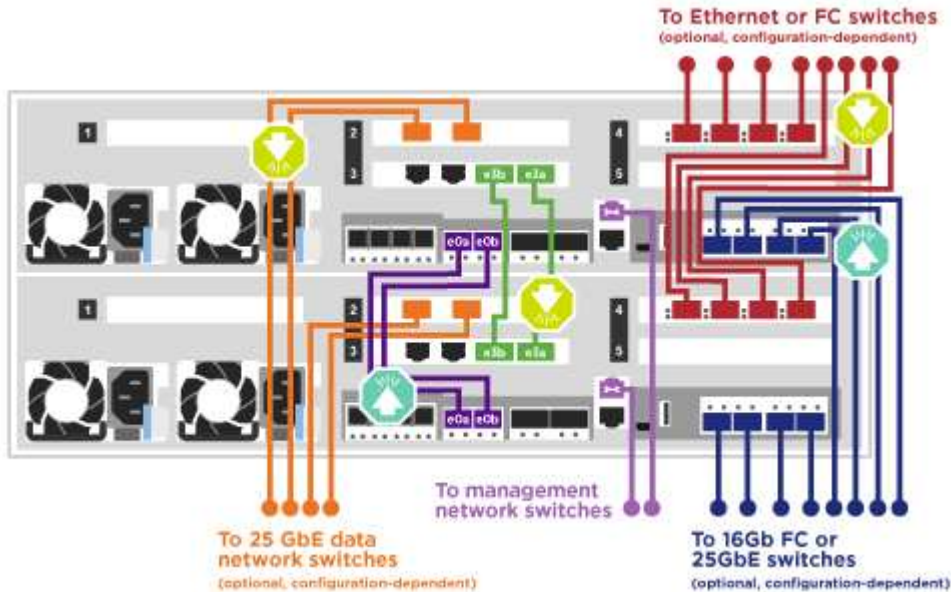 To Ethernet or FC switches
(optional, configuration-dependent)
1
2
4
3
e3b
e3a
5
e0a
e0b
1
2
4
3
e3b
e3a
5
e0a
e0b
To management
network switches
To 25 GbE data
network switches
(optional, configuration-dependent)
To 16Gb FC or
25GbE switches
(optional, configuration-dependent)